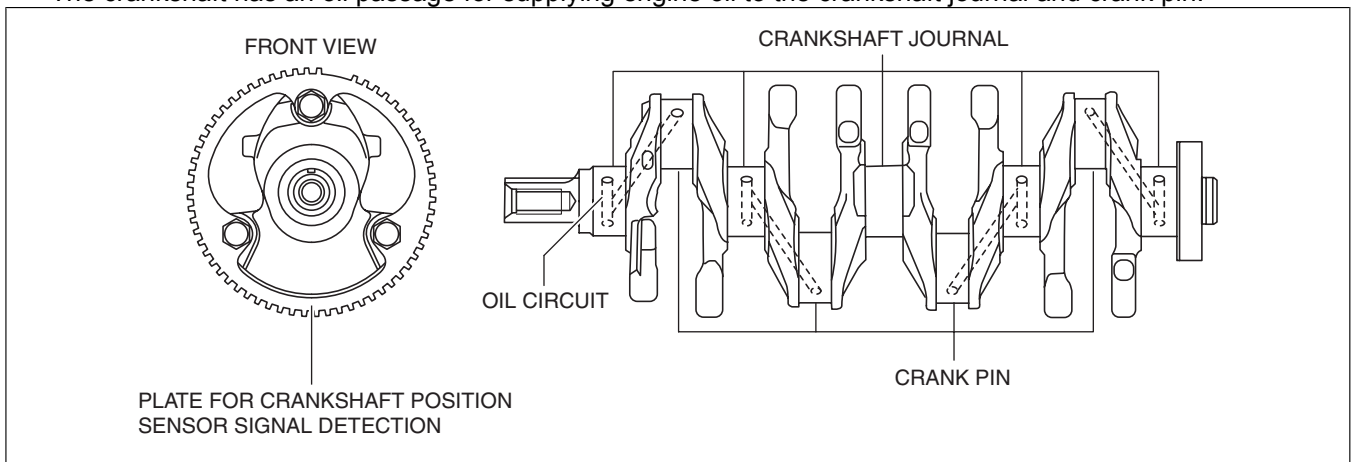 The crankshaft has an oil passage for supplying engine oil to the crankshaft journal and crank pin.
FRONT VIEW
CRANKSHAFT JOURNAL
OIL CIRCUIT
CRANK PIN
PLATE FOR CRANKSHAFT POSITION
SENSOR SIGNAL DETECTION